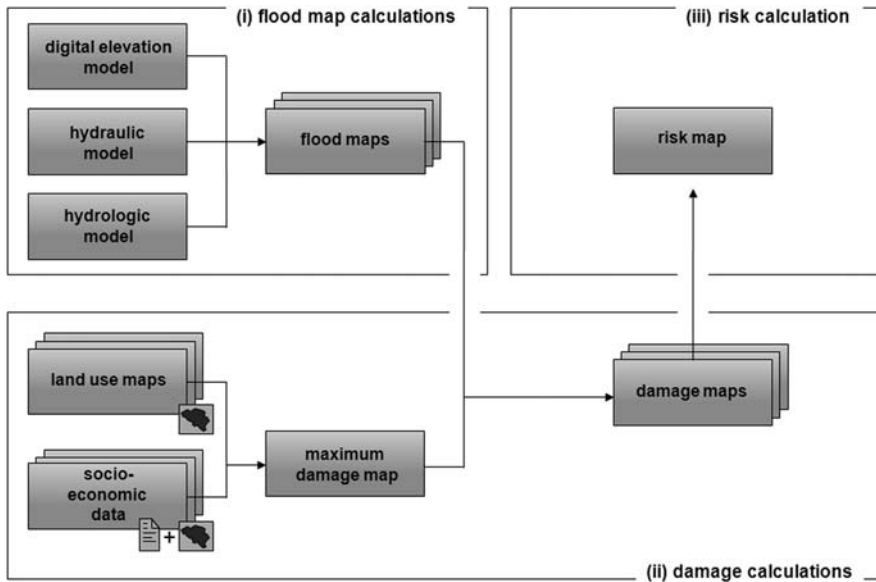 (i) flood map calculations
digital elevation
model
hydraulic
model
hydrologic
model
flood maps
(iii) risk calculation
risk map
land use maps
socio-
economic
data
+
maximum
damage map
damage maps
(ii) damage calculations